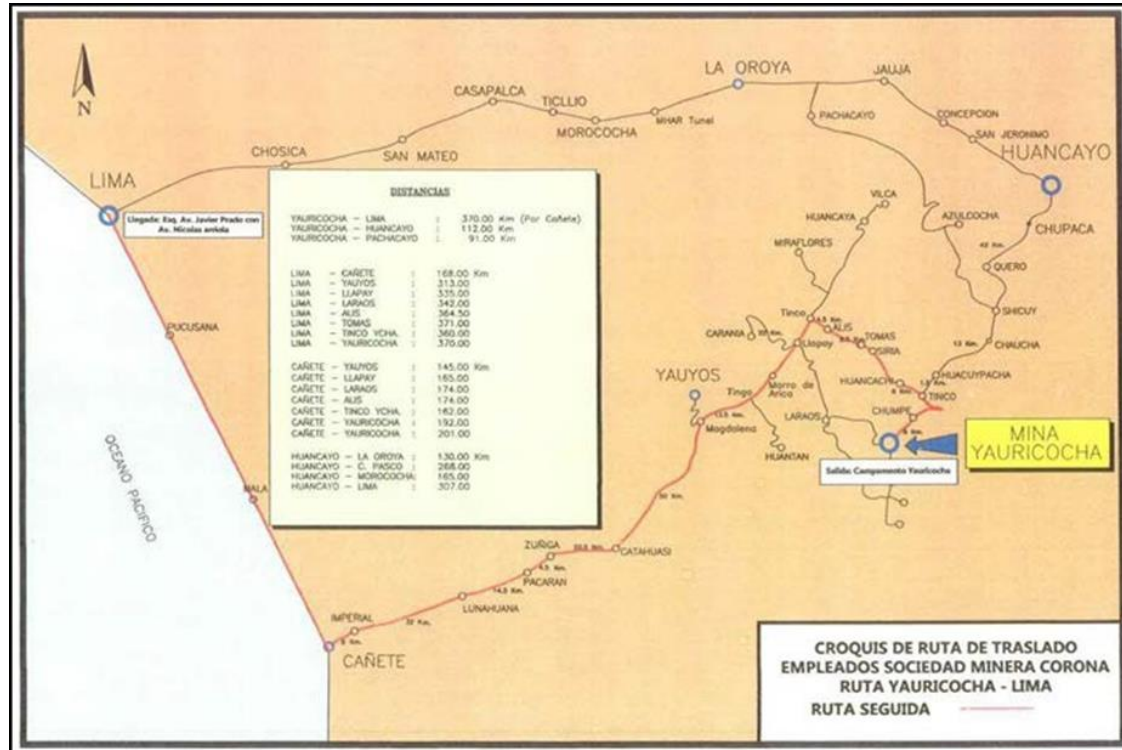 N
LA OROYA
JAUJA
CASAPALCA
TICLLIO
MOROCOCHA
MHAR Tunel
PACHACAYO
CONCEPCION
SAN JERONIMO
HUANCAYO
CHOSICA
SAN MATEO
LIMA
Llegada: Esq. Av. Javier Prado con
Av. Nicolas
DISTANCIAS
YAURICOCHA - LIMA : 370.00 Km (Por Cañete)
YAURICOCHA - HUANCAYO : 112.00 Km
YAURICOCHA - PACHACAYO : 91.00 Km
LIMA - CAÑETE : 168.00 Km
LIMA - YAUYOS : 313.00
LIMA - LLAPAY : 335.00
LIMA - LARAOS : 342.00
LIMA - ALIS : 364.50
LIMA - TOMAS : 371.00
LIMA - TINCO YCHA. : 360.00
LIMA - YAURICOCHA : 370.00
CAÑETE - YAUYOS : 145.00 Km
CAÑETE - LLAPAY : 165.00
CAÑETE - LARAOS : 174.00
CAÑETE - ALIS : 174.00
CAÑETE - TINCO YCHA. : 182.00
CAÑETE - YAURICOCHA : 192.00
CAÑETE - YAURICOCHA : 201.00
HUANCAYO - LA OROYA : 130.00 Km
HUANCAYO - C. PASCO : 268.00
HUANCAYO - MOROCOCHA: 165.00
HUANCAYO - LIMA : 307.00
VILCA
HUANCAYA
AZULCOCHA
CHUPACA
MIRAFLORES
QUERO
SHICUY
Tinco
ALIS
TOMAS
SIRIA
CARANIA
Llapay
CHAUCHA
PUCUSANA
YAUYOS
HUANCACHI
HUACUYPACHA
TINCO
Morro de
Arica
Tingo
Magdalena
LARAOS
CHUMPE
HUANTAN
MINA
YAURICOCHA
Salida: Campamento Yauricocha
OCEANO PACIFICO
MALA
ZUÑIGA
CATAHUASI
4.5 Km.
PACARAN
LUNAHUANA
IMPERIAL
CAÑETE
CROQUIS DE RUTA DE TRASLADO
EMPLEADOS SOCIEDAD MINERA CORONA
RUTA YAURICOCHA - LIMA
RUTA SEGUIDA